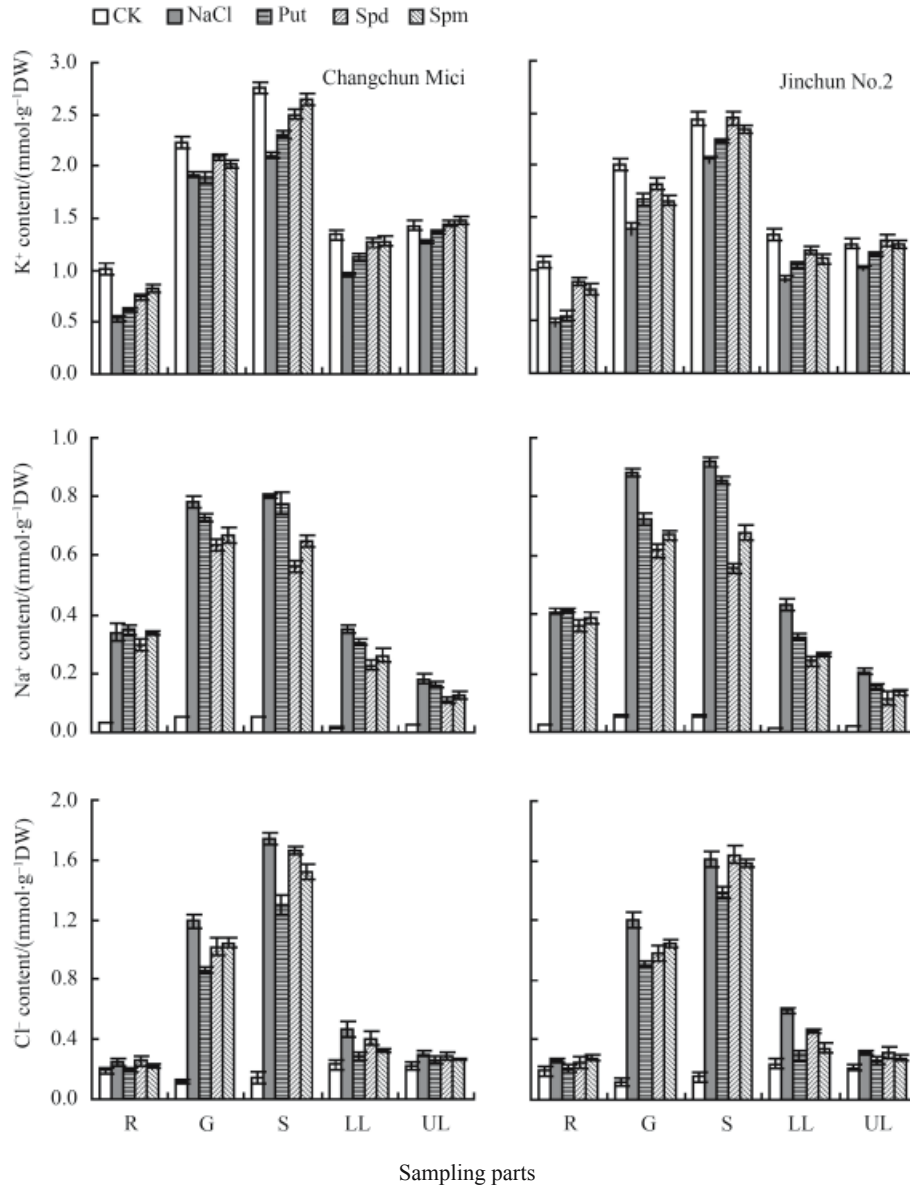 CK NaCl Put Spd Spm
Changchun Mici
Jinchun No.2
K⁺ content/(mmol·g⁻¹DW)
3.0
2.5
2.0
1.5
1.0
0.5
0.0
Na⁺ content/(mmol·g⁻¹DW)
1.0
0.8
0.6
0.4
0.2
0.0
Cl⁻ content/(mmol·g⁻¹DW)
2.0
1.6
1.2
0.8
0.4
0.0
R G S LL UL
R G S LL UL
Sampling parts